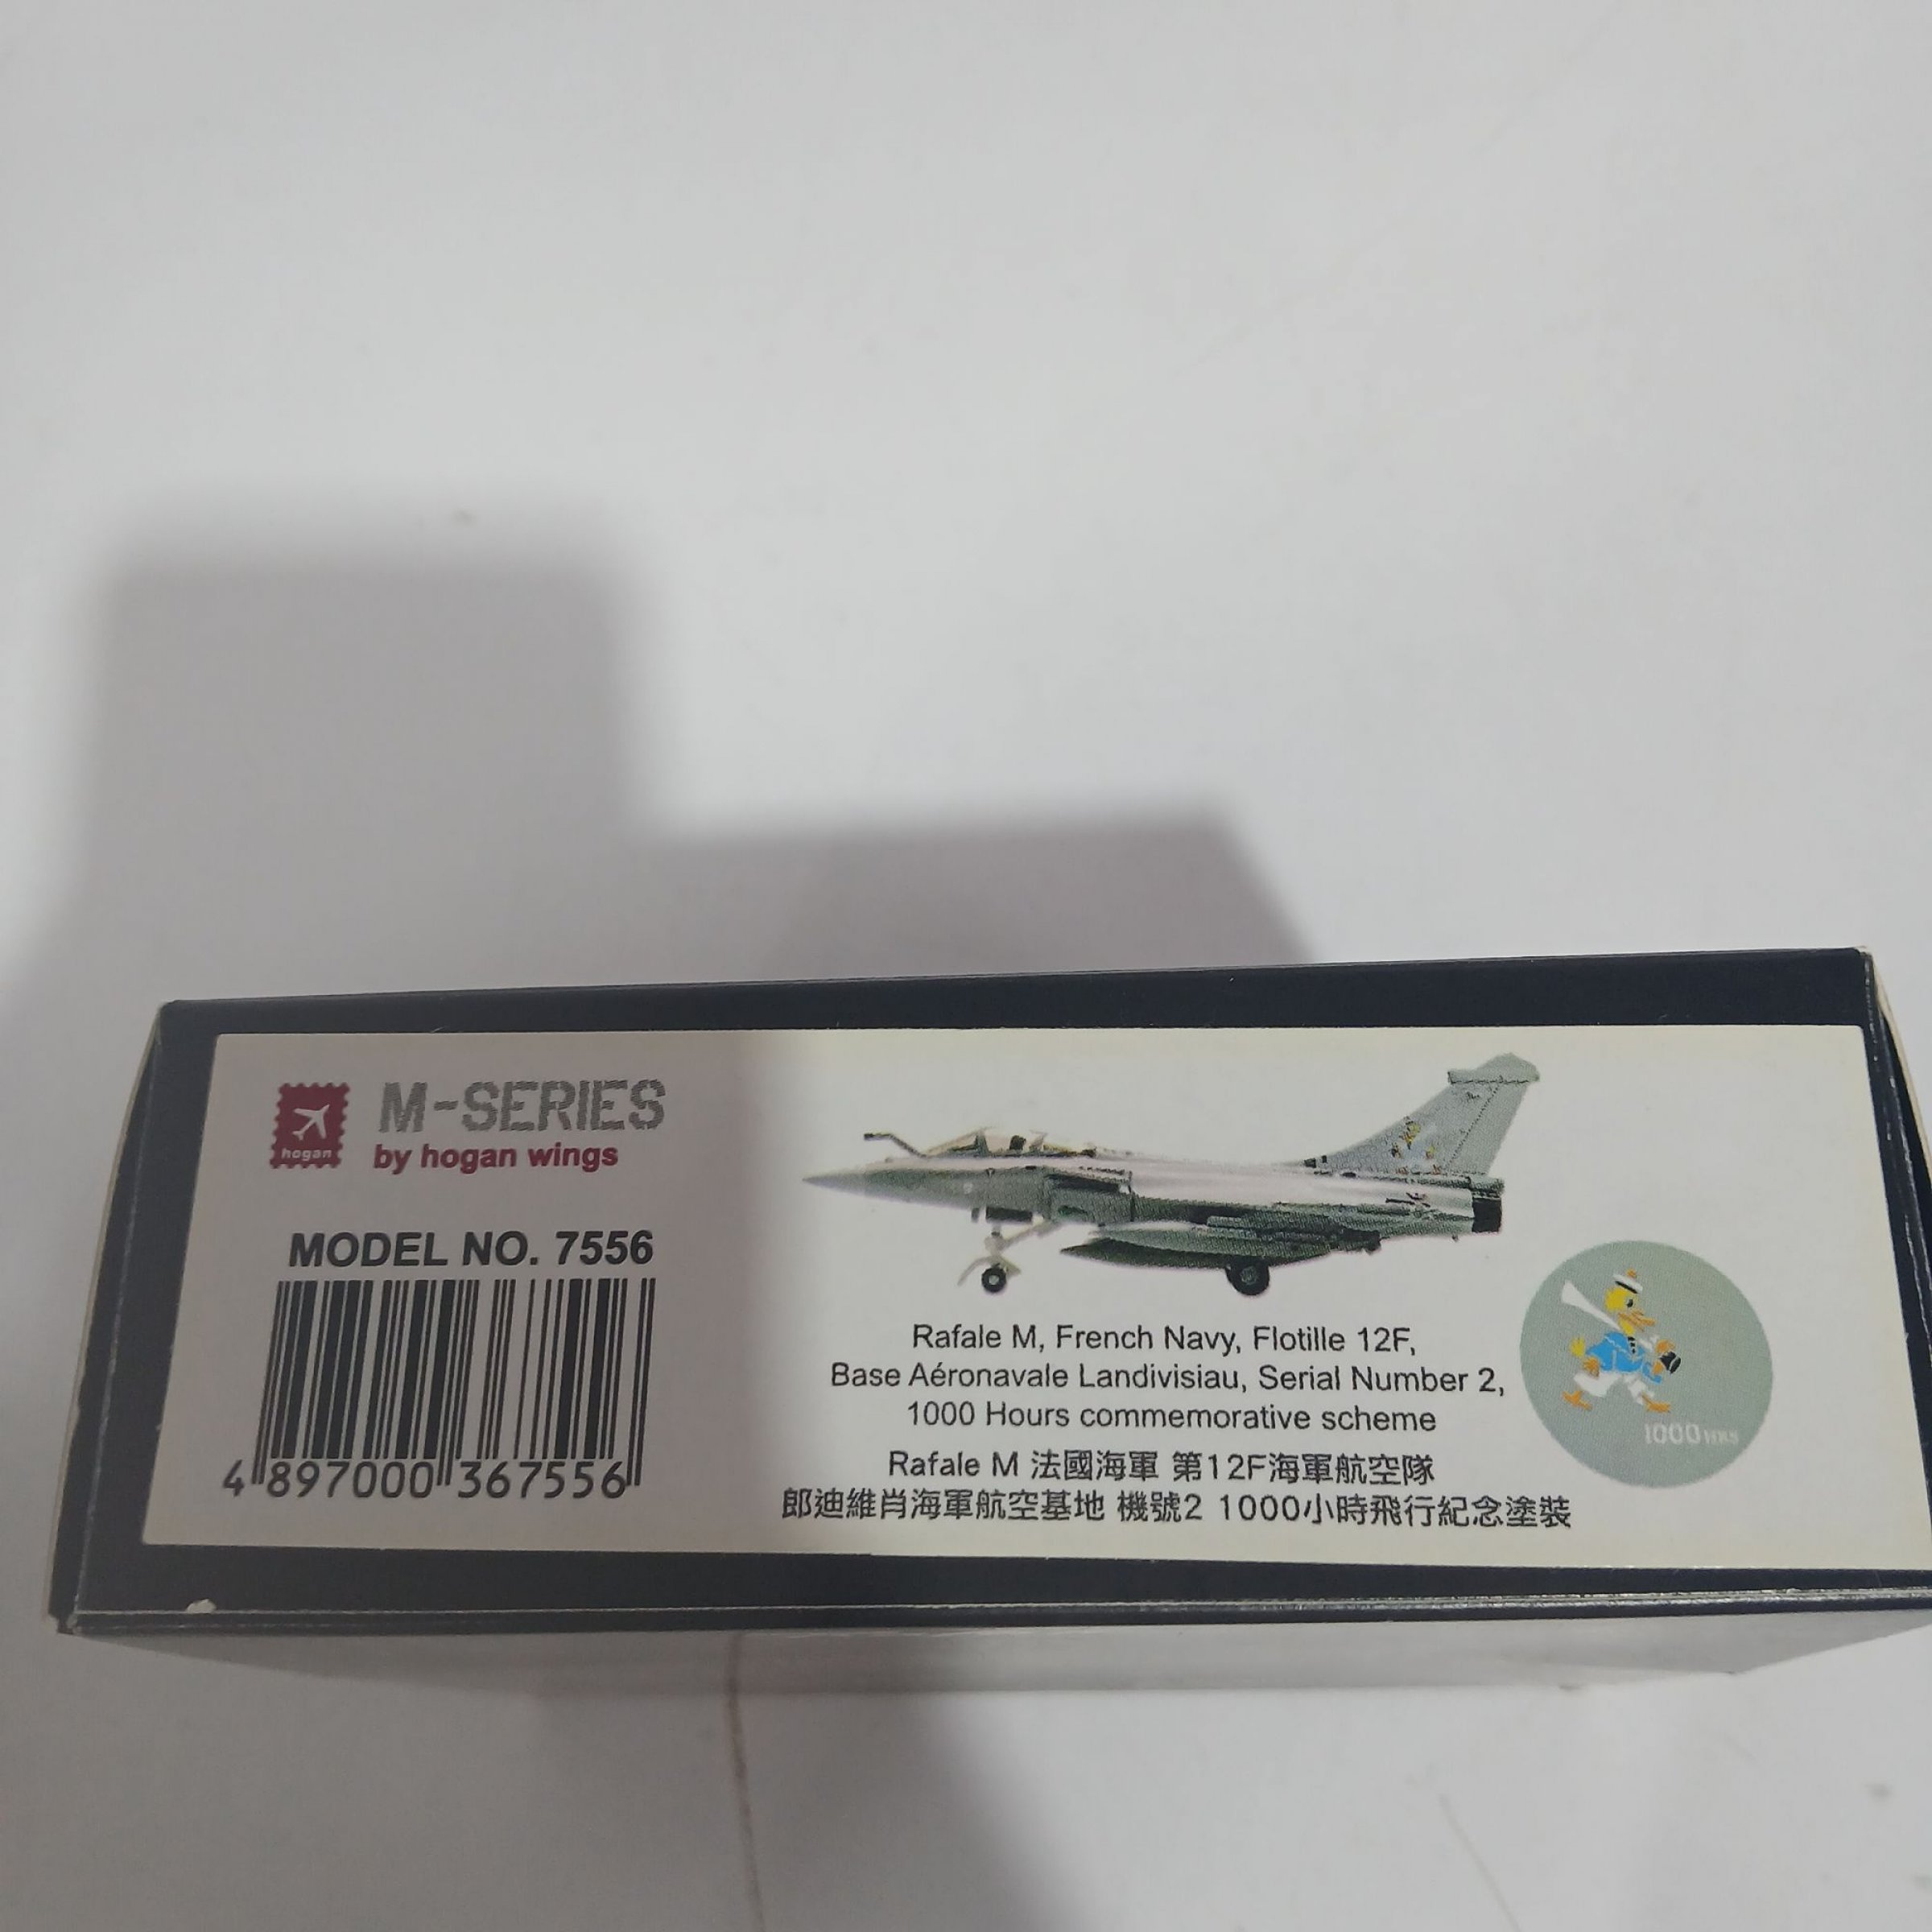 hogan
M-SERIES
by hogan wings
MODEL NO. 7556
4 897000 367556
Rafale M, French Navy, Flotille 12F,
Base Aéronavale Landivisiau, Serial Number 2,
1000 Hours commemorative scheme
Rafale M 法國海軍 第12F海軍航空隊
郎迪維肖海軍航空基地 機號2 1000小時飛行紀念塗裝
1000 HRS